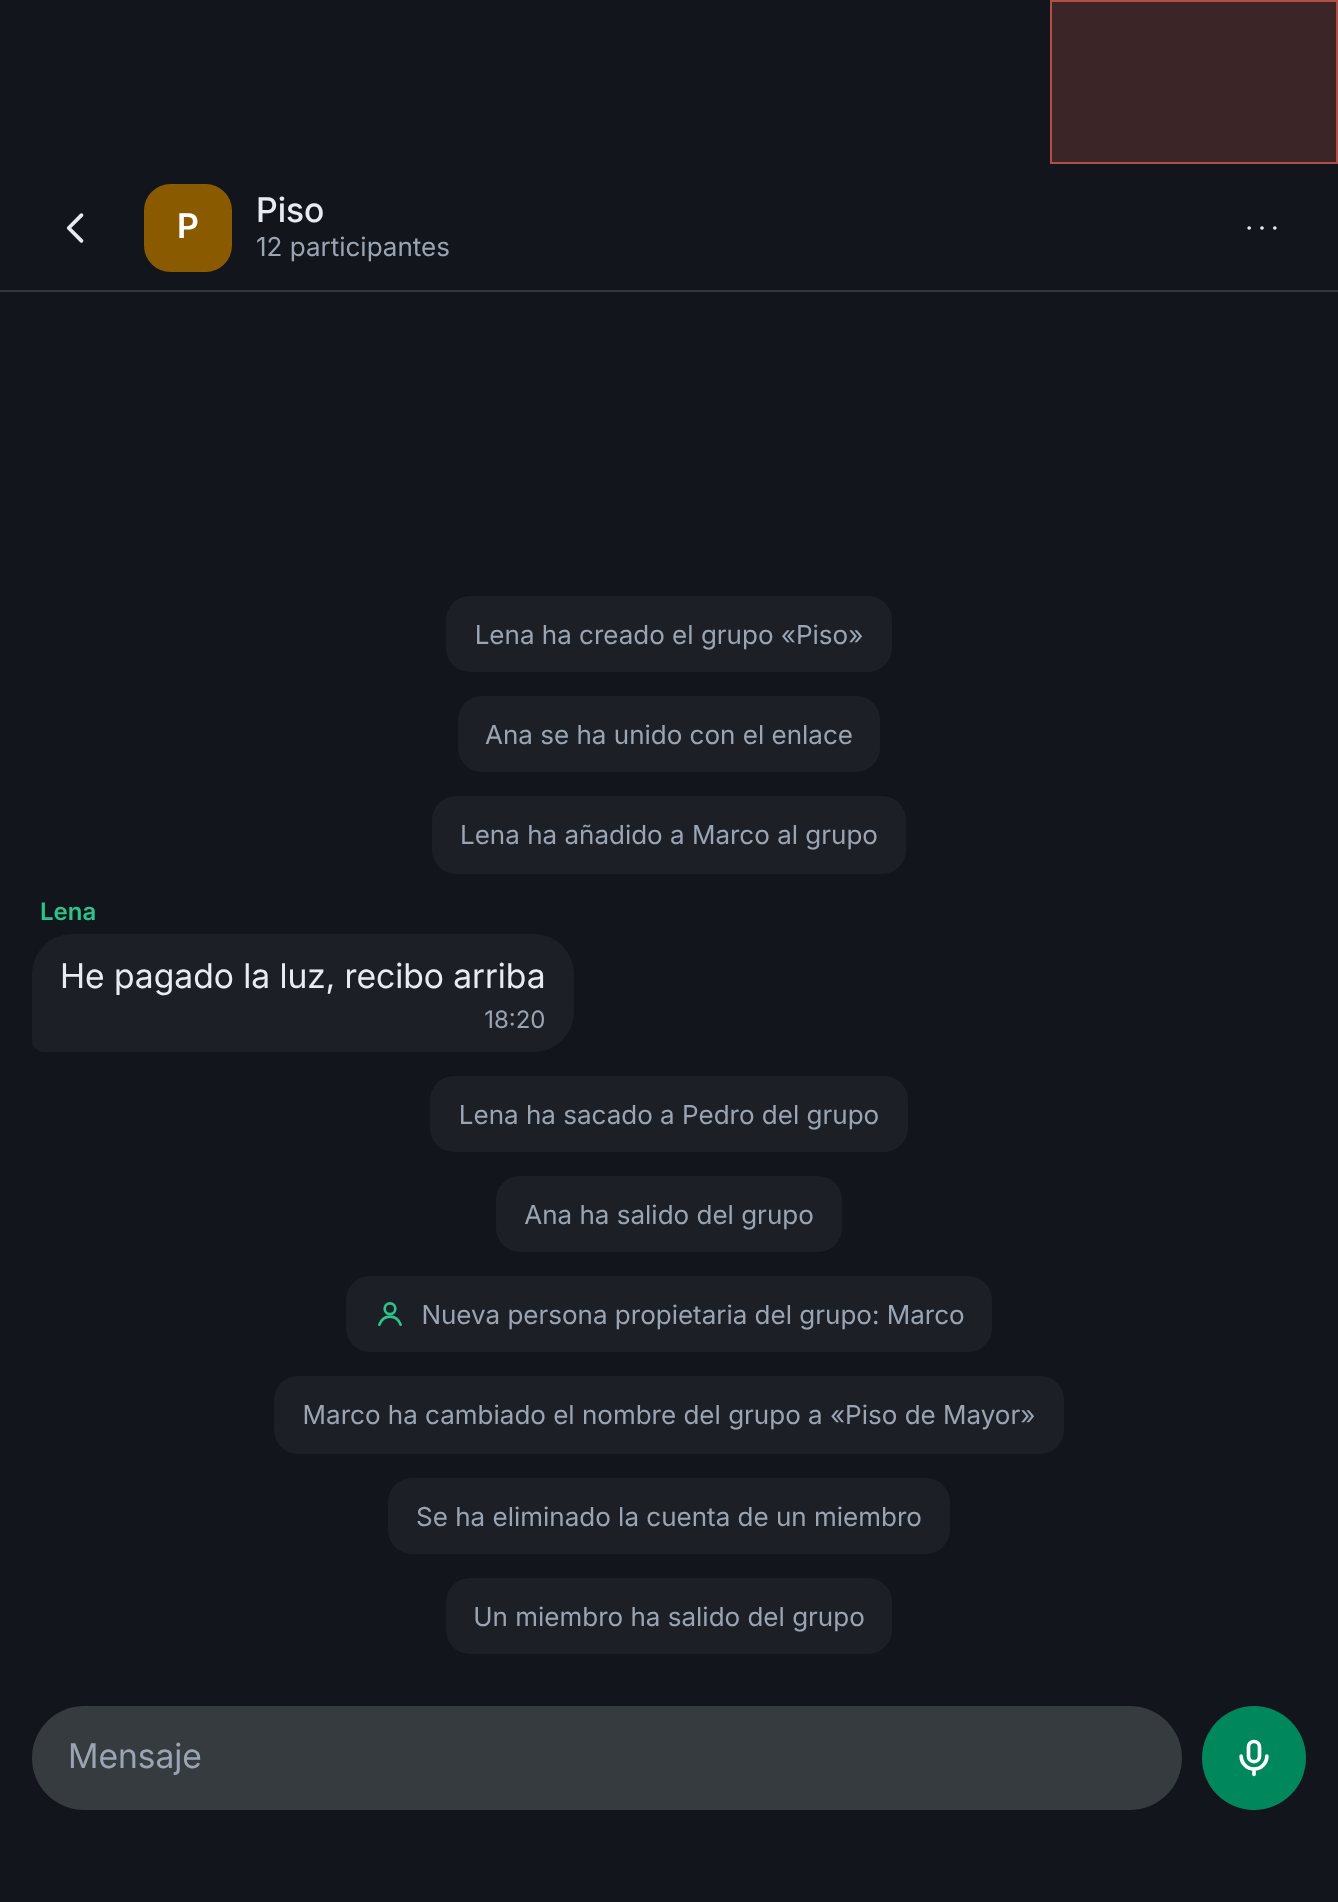 P
Piso
12 participantes
Lena ha creado el grupo «Piso»
Ana se ha unido con el enlace
Lena ha añadido a Marco al grupo
Lena
He pagado la luz, recibo arriba
18:20
Lena ha sacado a Pedro del grupo
Ana ha salido del grupo
Nueva persona propietaria del grupo: Marco
Marco ha cambiado el nombre del grupo a «Piso de Mayor»
Se ha eliminado la cuenta de un miembro
Un miembro ha salido del grupo
Mensaje